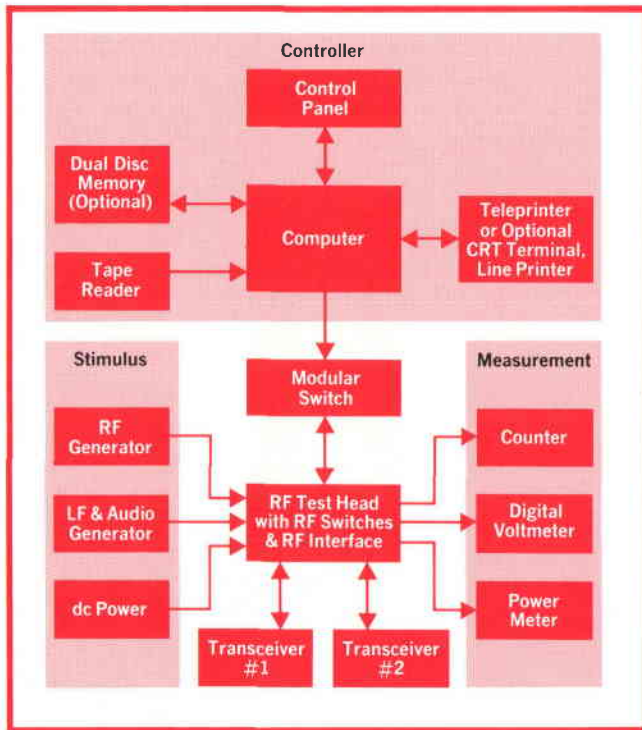 Controller
Control
Panel
Dual Disc
Memory
(Optional)
Computer
Teleprinter
or Optional
CRT Terminal,
Line Printer
Tape
Reader
Stimulus
Modular
Switch
Measurement
RF
Generator
Counter
LF & Audio
Generator
RF Test Head
with RF Switches
& RF Interface
Digital
Voltmeter
dc Power
Power
Meter
Transceiver
#1
Transceiver
#2